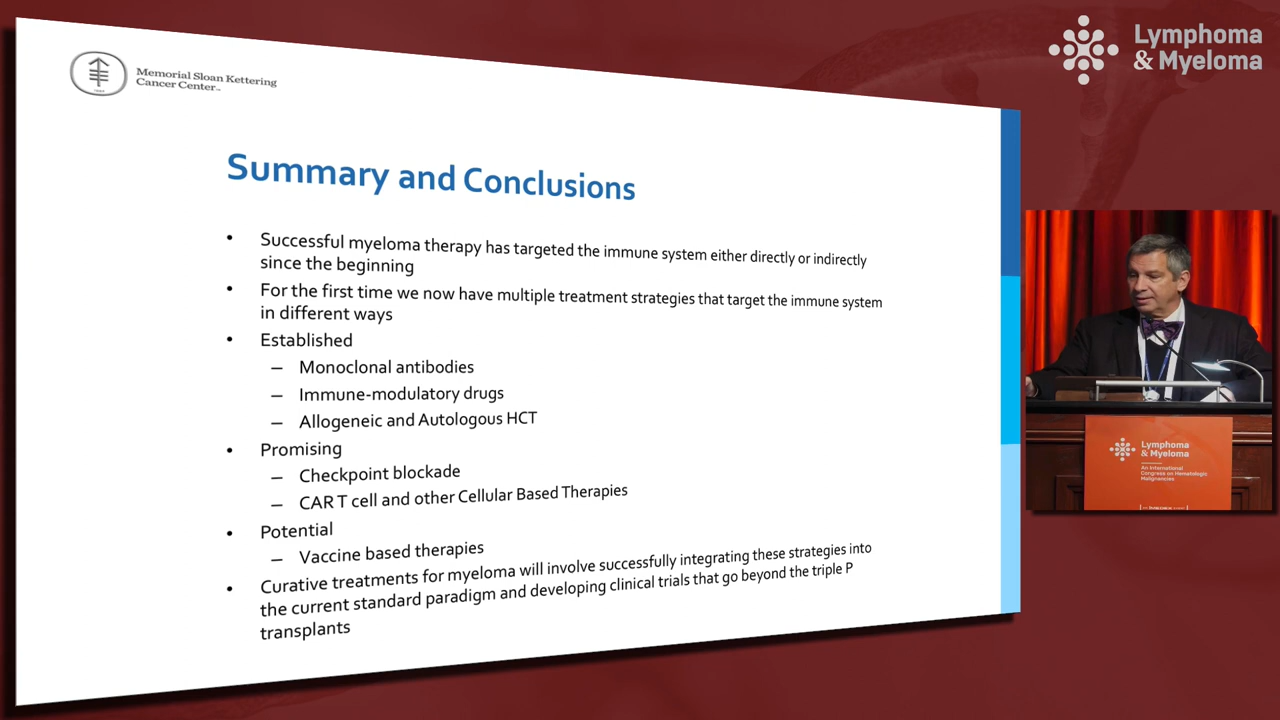 Memorial Sloan Kettering
Cancer Center
Summary and Conclusions
• Successful myeloma therapy has targeted the immune system either directly or indirectly
since the beginning
• For the first time we now have multiple treatment strategies that target the immune system
in different ways
• Established
– Monoclonal antibodies
– Immune-modulatory drugs
– Allogeneic and Autologous HCT
• Promising
– Checkpoint blockade
– CAR T cell and other Cellular Based Therapies
• Potential
– Vaccine based therapies
• Curative treatments for myeloma will involve successfully integrating these strategies into
the current standard paradigm and developing clinical trials that go beyond the triple P
transplants
Lymphoma
& Myeloma
Lymphoma
& Myeloma
An International
Congress on Hematologic
Malignancies